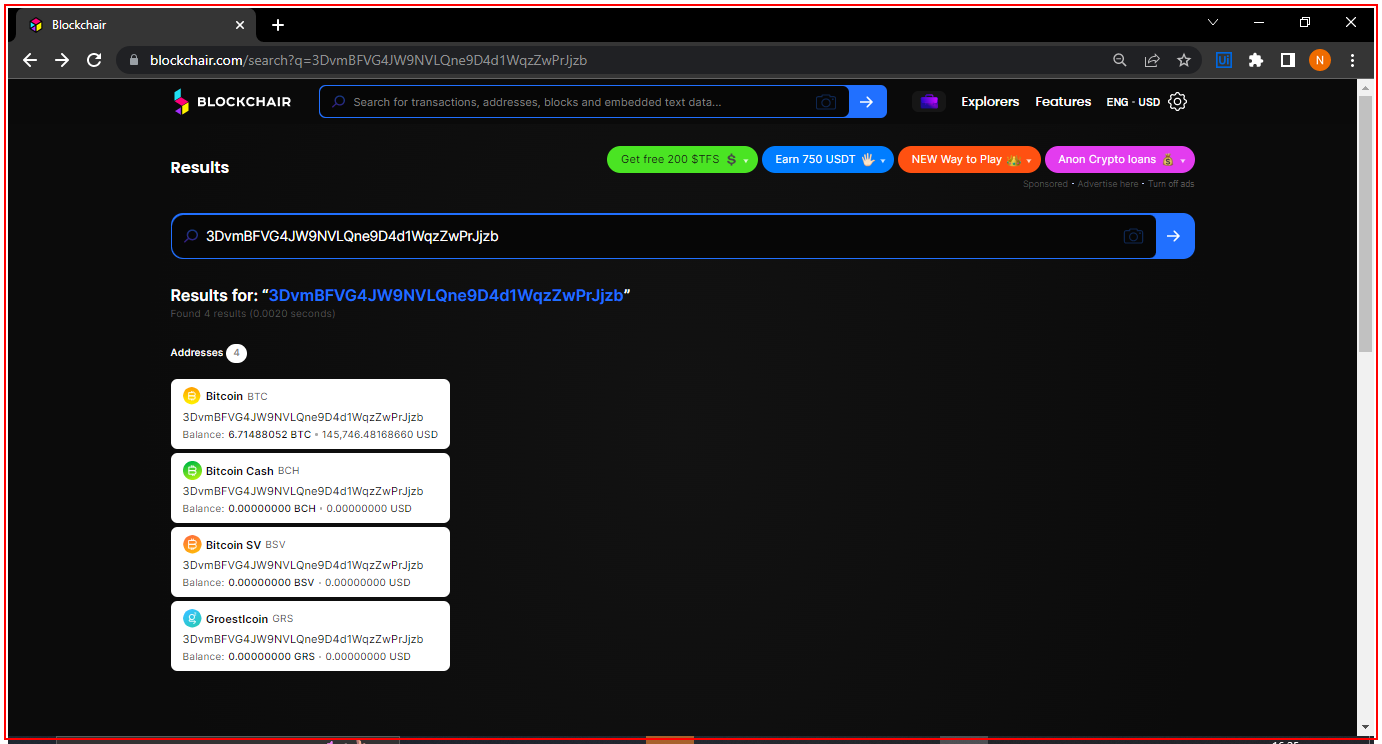 Blockchair
blockchair.com/search?q=3DvmBFVG4JW9NVLQne9D4d1WqzZwPrJjzb
Ui
N
BLOCKCHAIR
Search for transactions, addresses, blocks and embedded text data...
Explorers
Features
ENG · USD
Results
Get free 200 $TFS
Earn 750 USDT
NEW Way to Play
Anon Crypto loans
Sponsored · Advertise here · Turn off ads
3DvmBFVG4JW9NVLQne9D4d1WqzZwPrJjzb
Results for: “3DvmBFVG4JW9NVLQne9D4d1WqzZwPrJjzb”
Found 4 results (0.0020 seconds)
Addresses 4
Bitcoin BTC
3DvmBFVG4JW9NVLQne9D4d1WqzZwPrJjzb
Balance: 6.71488052 BTC • 145,746.48168660 USD
Bitcoin Cash BCH
3DvmBFVG4JW9NVLQne9D4d1WqzZwPrJjzb
Balance: 0.00000000 BCH • 0.00000000 USD
Bitcoin SV BSV
3DvmBFVG4JW9NVLQne9D4d1WqzZwPrJjzb
Balance: 0.00000000 BSV • 0.00000000 USD
Groestlcoin GRS
3DvmBFVG4JW9NVLQne9D4d1WqzZwPrJjzb
Balance: 0.00000000 GRS • 0.00000000 USD